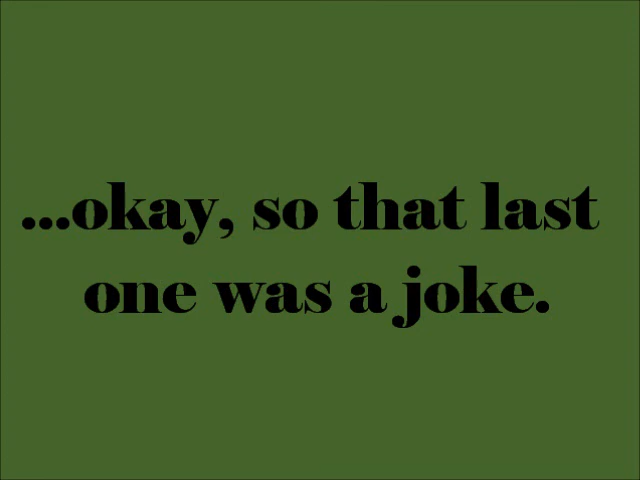 ...okay, so that last
one was a joke.